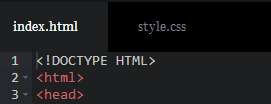 index.html style.css
1 <!DOCTYPE HTML>
2 <html>
3 <head>